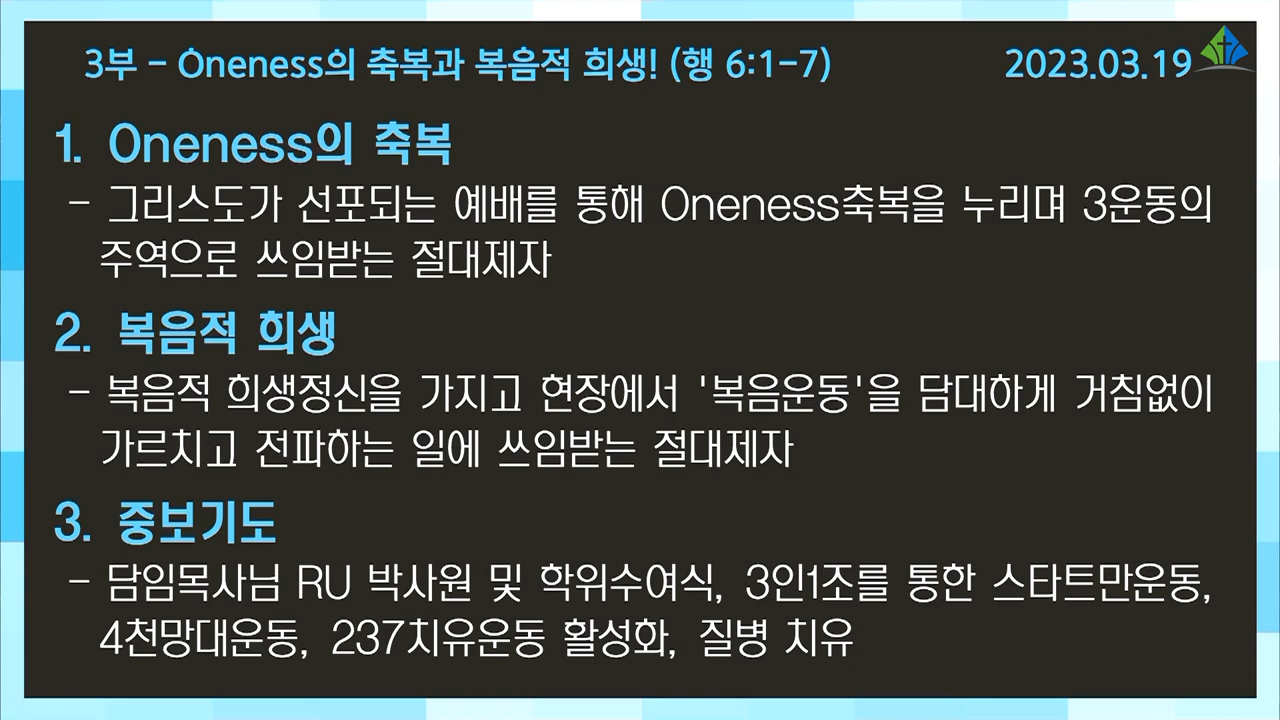 3부 - Oneness의 축복과 복음적 희생! (행 6:1-7) 2023.03.19
1. Oneness의 축복
- 그리스도가 선포되는 예배를 통해 Oneness축복을 누리며 3운동의
주역으로 쓰임받는 절대제자
2. 복음적 희생
- 복음적 희생정신을 가지고 현장에서 '복음운동'을 담대하게 거침없이
가르치고 전파하는 일에 쓰임받는 절대제자
3. 중보기도
- 담임목사님 RU 박사원 및 학위수여식, 3인1조를 통한 스타트만운동,
4천망대운동, 237치유운동 활성화, 질병 치유